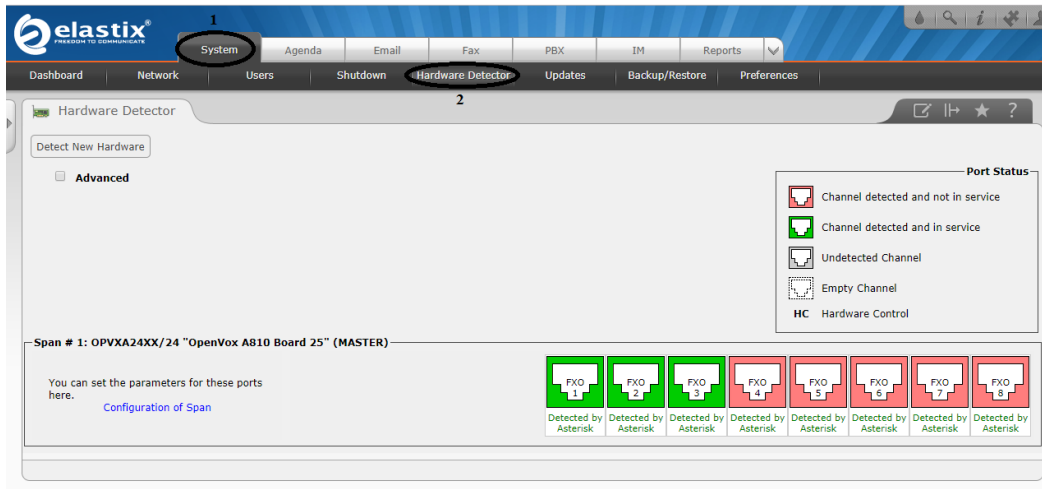 elastix®
FREEDOM TO COMMUNICATE
1
System Agenda Email Fax PBX IM Reports
Dashboard Network Users Shutdown Hardware Detector Updates Backup/Restore Preferences
2
Hardware Detector
Detect New Hardware
Advanced
Port Status
Channel detected and not in service
Channel detected and in service
Undetected Channel
Empty Channel
HC Hardware Control
Span # 1: OPVXA24XX/24 "OpenVox A810 Board 25" (MASTER)
You can set the parameters for these ports
here.
Configuration of Span
FXO FXO FXO FXO FXO FXO FXO FXO
1 2 3 4 5 6 7 8
Detected by Detected by Detected by Detected by Detected by Detected by Detected by Detected by
Asterisk Asterisk Asterisk Asterisk Asterisk Asterisk Asterisk Asterisk